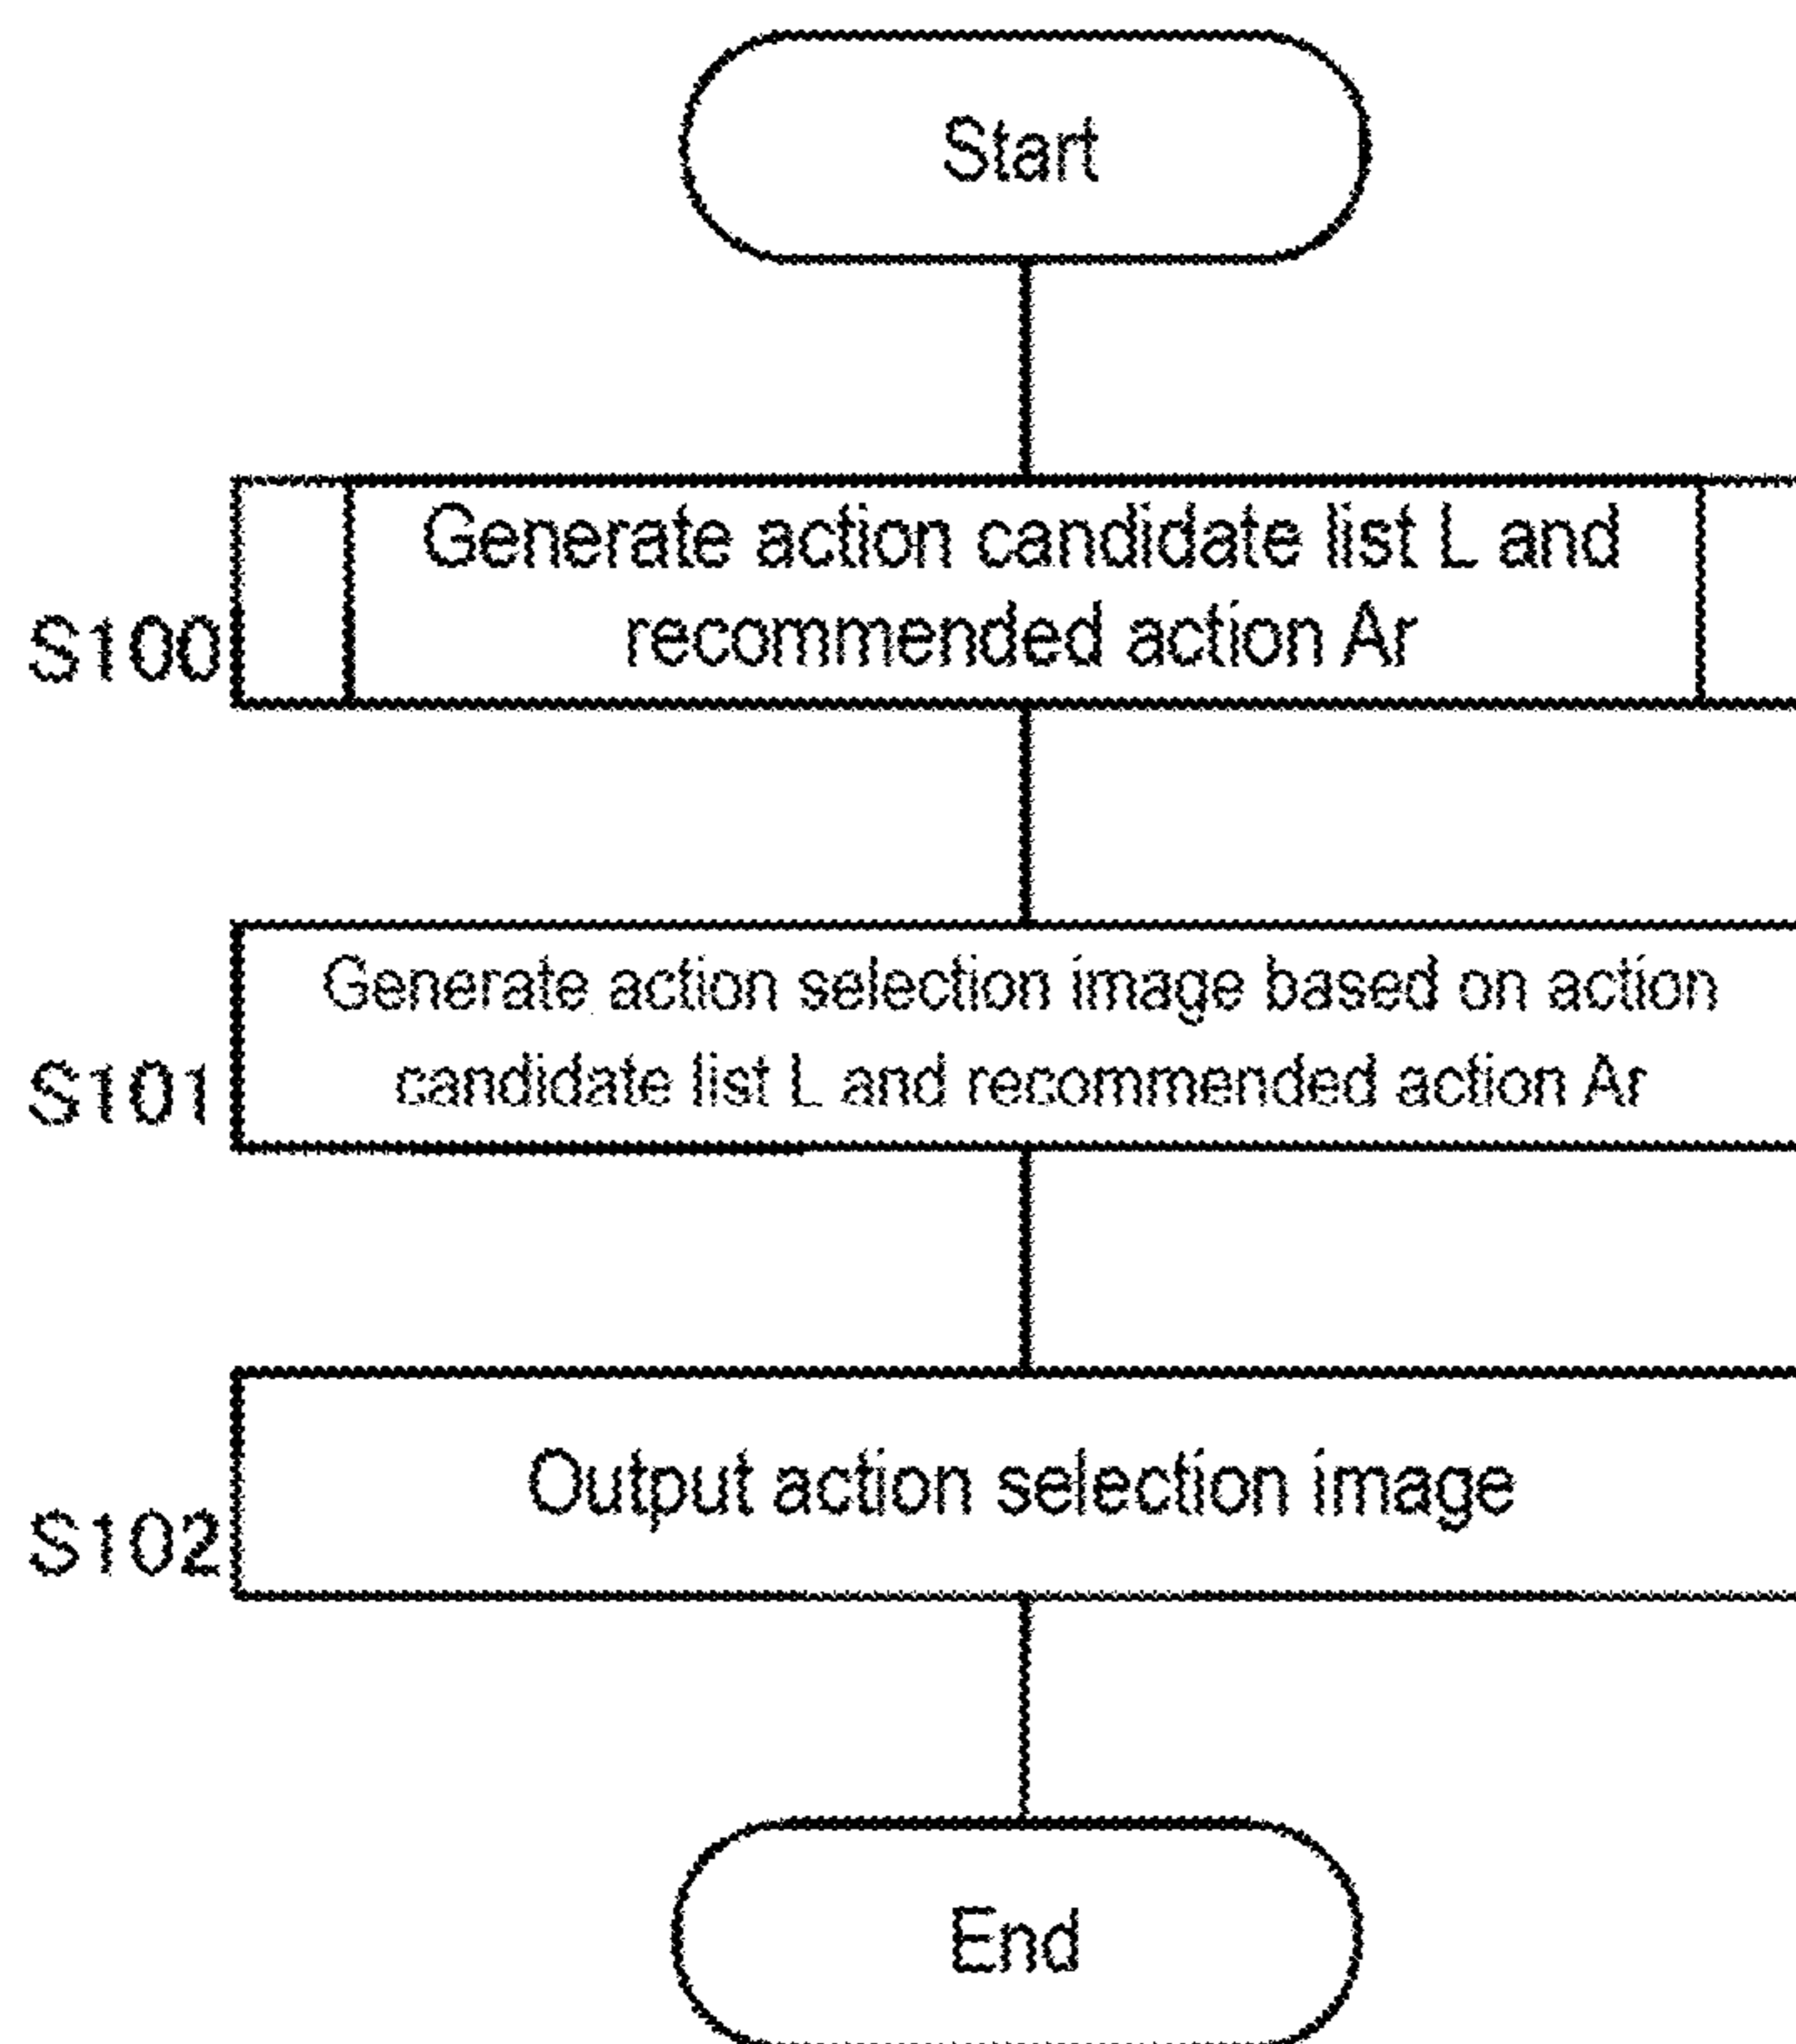 Start
Generate action candidate list L and
recommended action Ar
S100
Generate action selection image based on action
candidate list L and recommended action Ar
S101
Output action selection image
S102
End